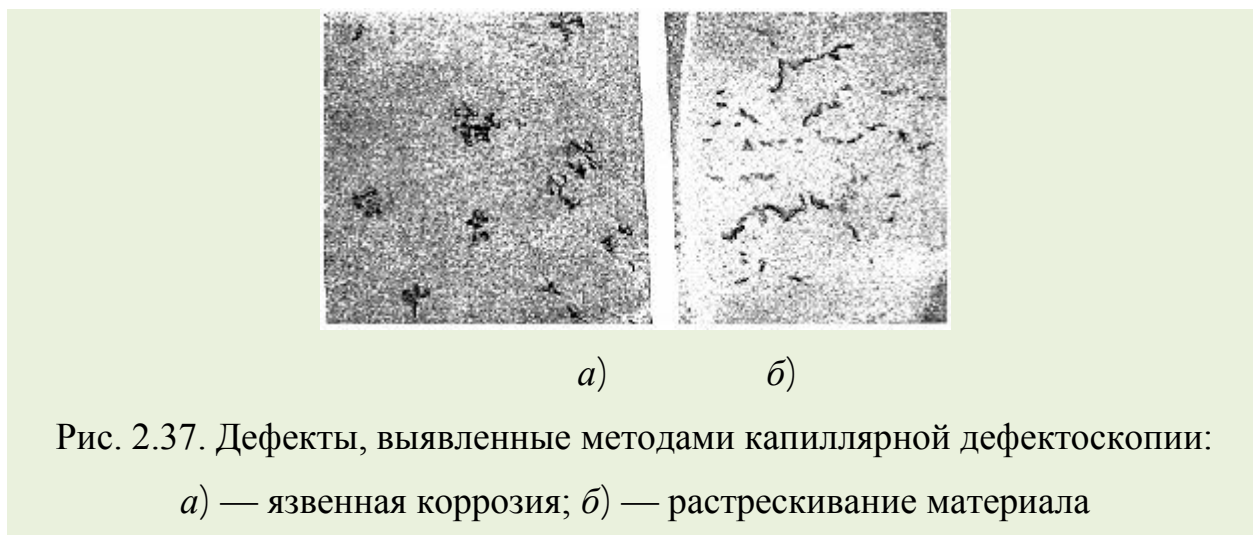 а) б)
Рис. 2.37. Дефекты, выявленные методами капиллярной дефектоскопии:
а) — язвенная коррозия; б) — растрескивание материала